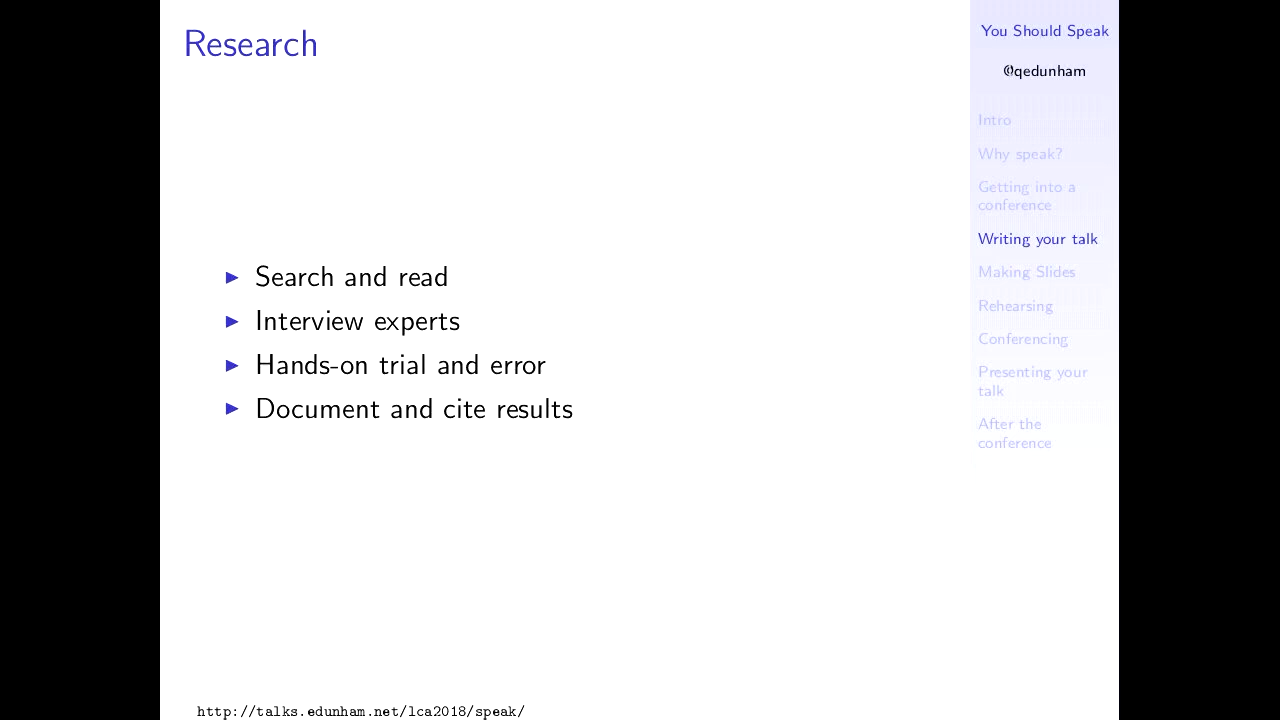 Research
Search and read
Interview experts
Hands-on trial and error
Document and cite results
http://talks.edunham.net/lca2018/speak/
You Should Speak
@qedunham
Intro
Why speak?
Getting into a
conference
Writing your talk
Making Slides
Rehearsing
Conferencing
Presenting your
talk
After the
conference